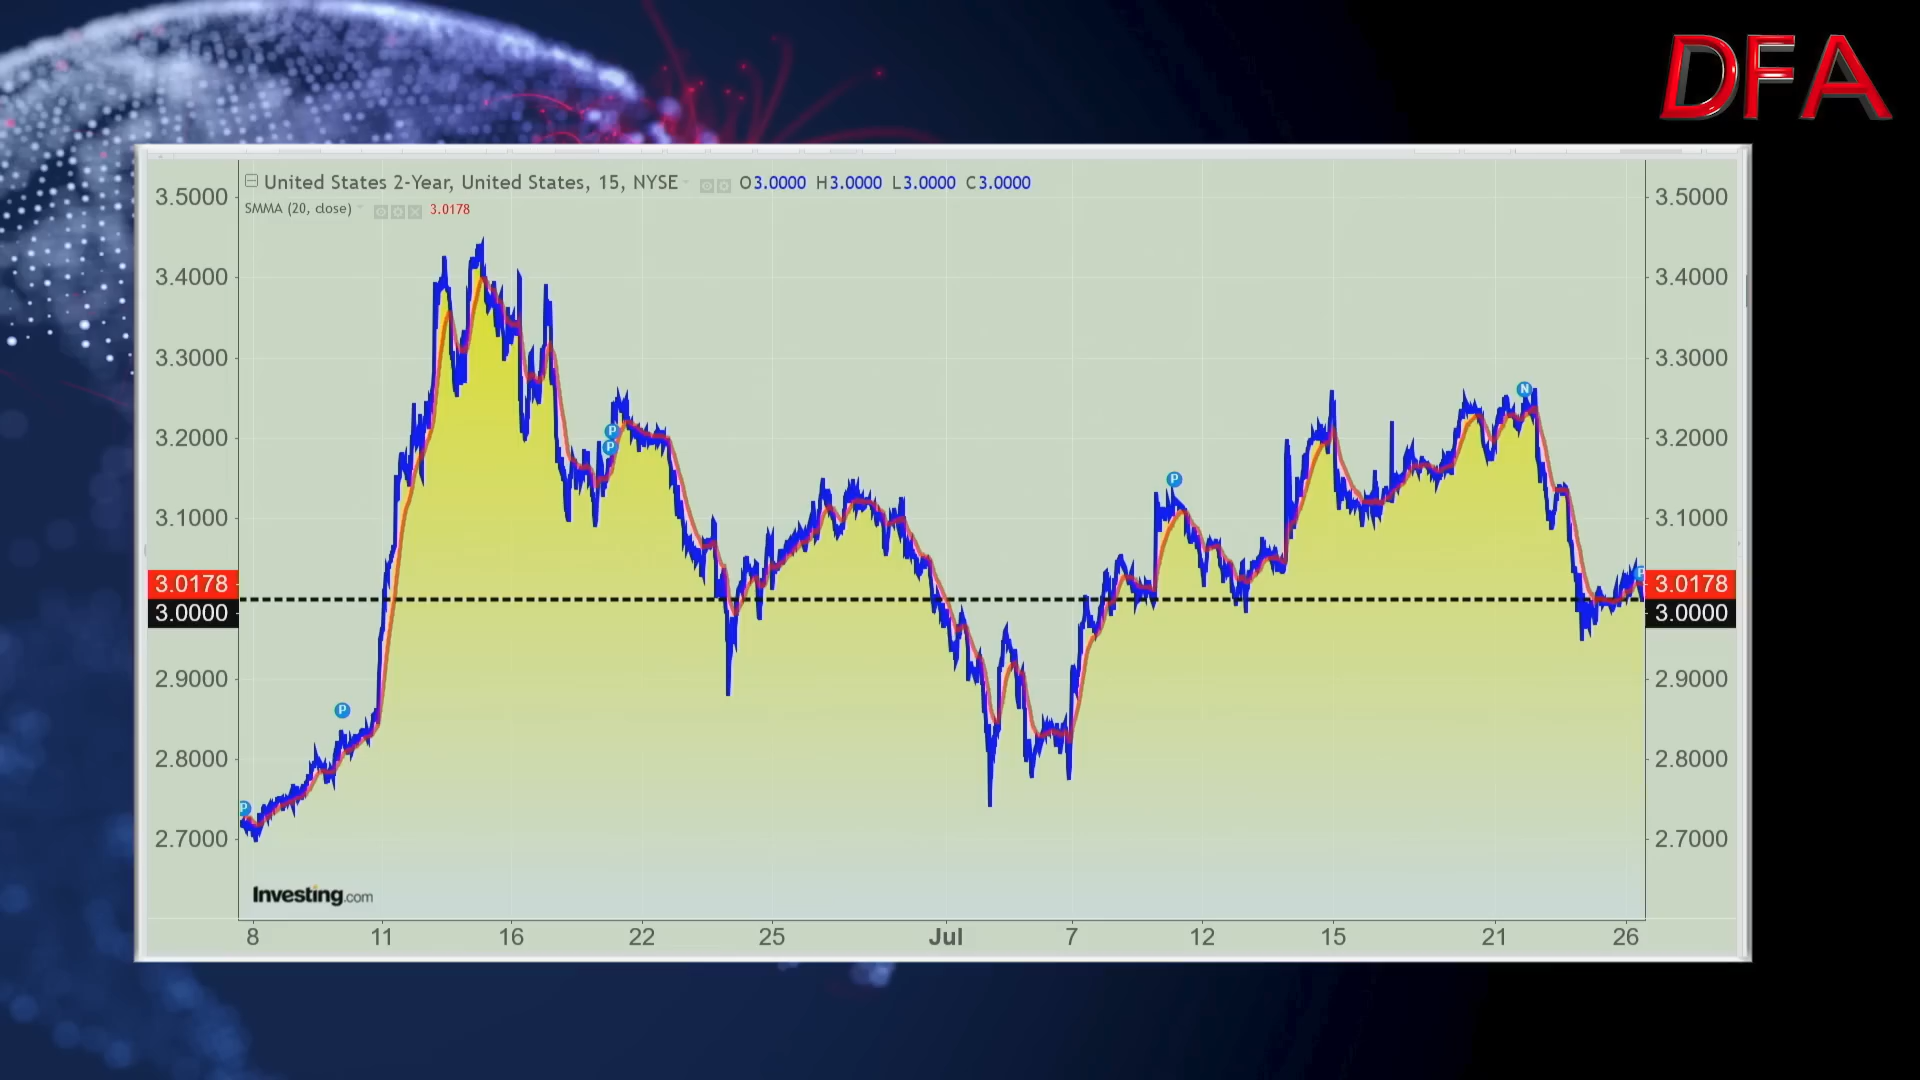 DFA
United States 2-Year, United States, 15, NYSE O3.0000 H3.0000 L3.0000 C3.0000
SMMA (20, close) 3.0178
3.5000 3.5000
3.4000 3.4000
3.3000 3.3000
3.2000 3.2000
3.1000 3.1000
3.0178 3.0178
3.0000 3.0000
2.9000 2.9000
2.8000 2.8000
2.7000 2.7000
N
P
P
P
P
P
P
Investing.com
8 11 16 22 25 Jul 7 12 15 21 26